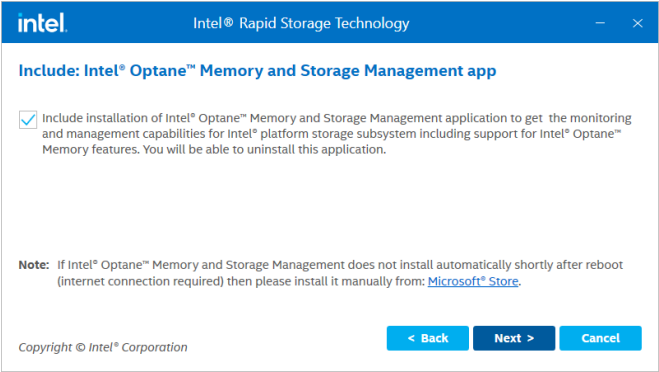 intel.
Intel® Rapid Storage Technology
Include: Intel® Optane™ Memory and Storage Management app
Include installation of Intel® Optane™ Memory and Storage Management application to get  the monitoring
and management capabilities for Intel® platform storage subsystem including support for Intel® Optane™
Memory features. You will be able to uninstall this application.
Note: If Intel® Optane™ Memory and Storage Management does not install automatically shortly after reboot
(internet connection required) then please install it manually from: Microsoft® Store.
< Back
Next >
Cancel
Copyright © Intel® Corporation